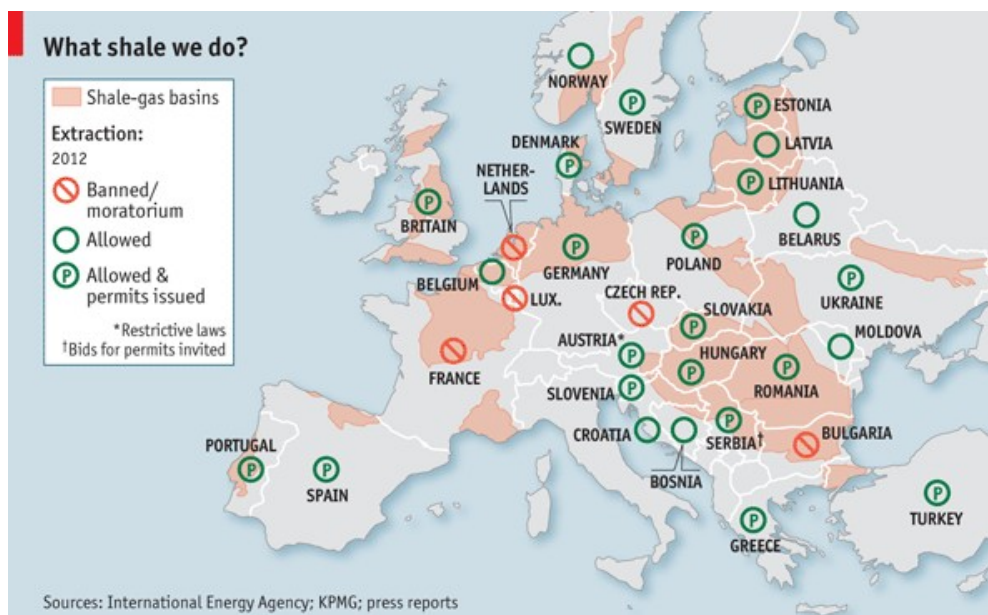 What shale we do?
Shale-gas basins
Extraction:
2012
Banned/
moratorium
Allowed
P Allowed &
permits issued
*Restrictive laws
†Bids for permits invited
NORWAY
P
SWEDEN
P
ESTONIA
LATVIA
P
LITHUANIA
DENMARK
P
NETHER-
LANDS
P
BRITAIN
BELGIUM
LUX.
P
GERMANY
P
POLAND
BELARUS
P
UKRAINE
CZECH REP.
P
SLOVAKIA
MOLDOVA
AUSTRIA*
P
P
HUNGARY
P
ROMANIA
FRANCE
SLOVENIA
P
CROATIA
BOSNIA
P
SERBIA†
BULGARIA
PORTUGAL
P
P
SPAIN
P
GREECE
P
TURKEY
Sources: International Energy Agency; KPMG; press reports